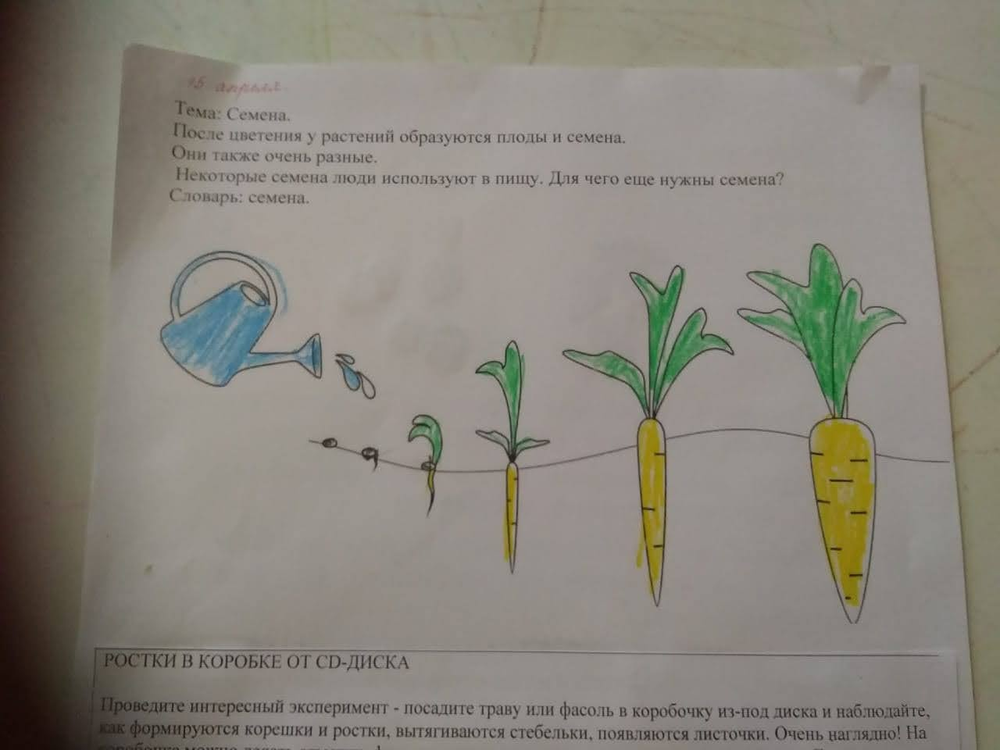 15 апреля
Тема: Семена.
После цветения у растений образуются плоды и семена.
Они также очень разные.
Некоторые семена люди используют в пищу. Для чего еще нужны семена?
Словарь: семена.
РОСТКИ В КОРОБКЕ ОТ CD-ДИСКА
Проведите интересный эксперимент - посадите траву или фасоль в коробочку из-под диска и наблюдайте,
как формируются корешки и ростки, вытягиваются стебельки, появляются листочки. Очень наглядно! На